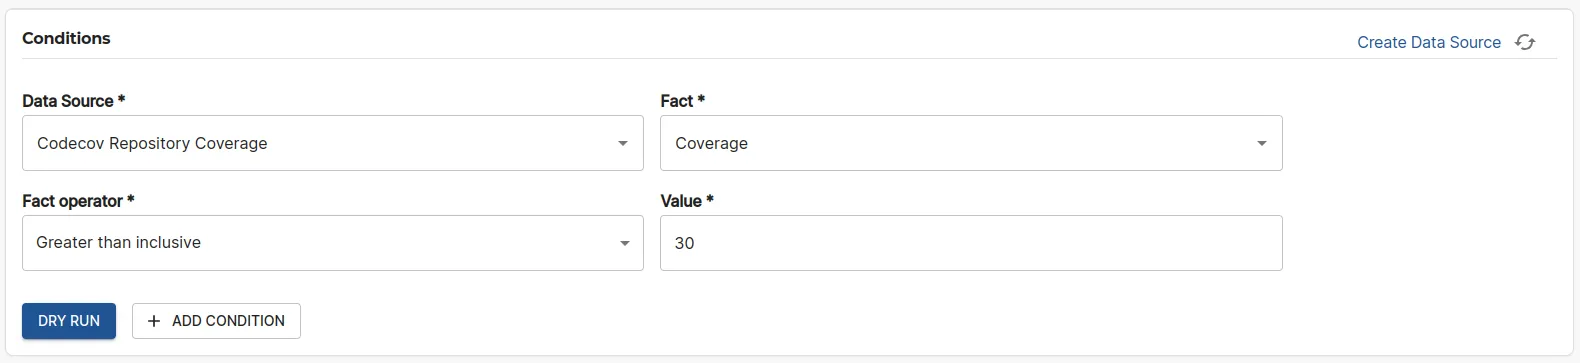 Conditions
Create Data Source
Data Source *
Fact *
Codecov Repository Coverage
Coverage
Fact operator *
Value *
Greater than inclusive
30
DRY RUN
+ ADD CONDITION